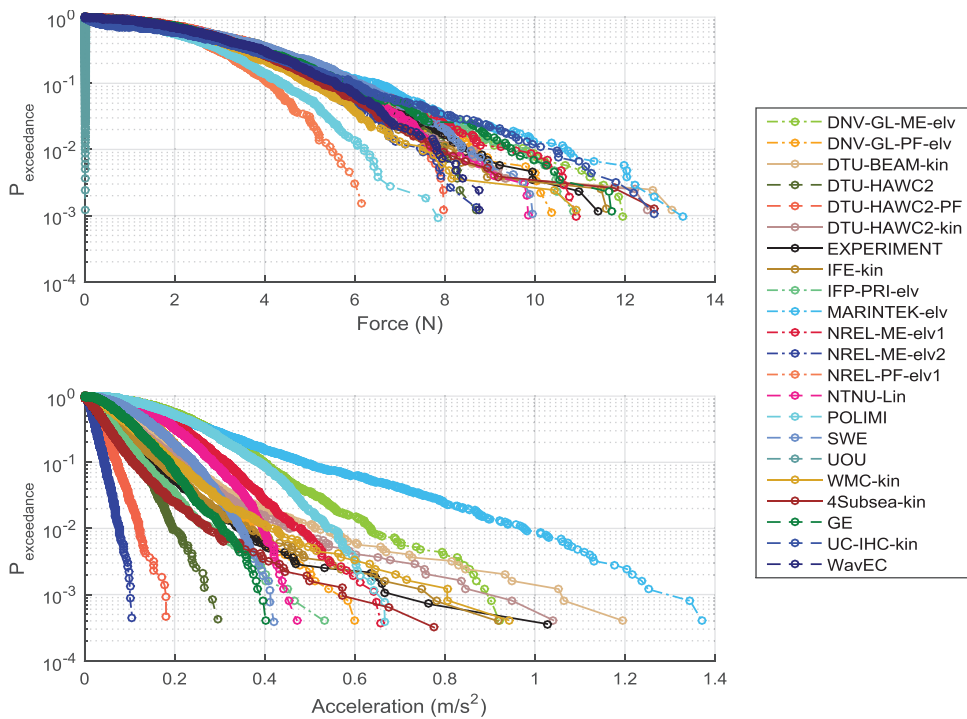 10^0
10^-1
10^-2
10^-3
10^-4
P_exceedance
0 2 4 6 8 10 12 14
Force (N)
10^0
10^-1
10^-2
10^-3
10^-4
P_exceedance
0 0.2 0.4 0.6 0.8 1 1.2 1.4
Acceleration (m/s^2)
DNV-GL-ME-elv
DNV-GL-PF-elv
DTU-BEAM-kin
DTU-HAWC2
DTU-HAWC2-PF
DTU-HAWC2-kin
EXPERIMENT
IFE-kin
IFP-PRI-elv
MARINTEK-elv
NREL-ME-elv1
NREL-ME-elv2
NREL-PF-elv1
NTNU-Lin
POLIMI
SWE
UOU
WMC-kin
4Subsea-kin
GE
UC-IHC-kin
WavEC